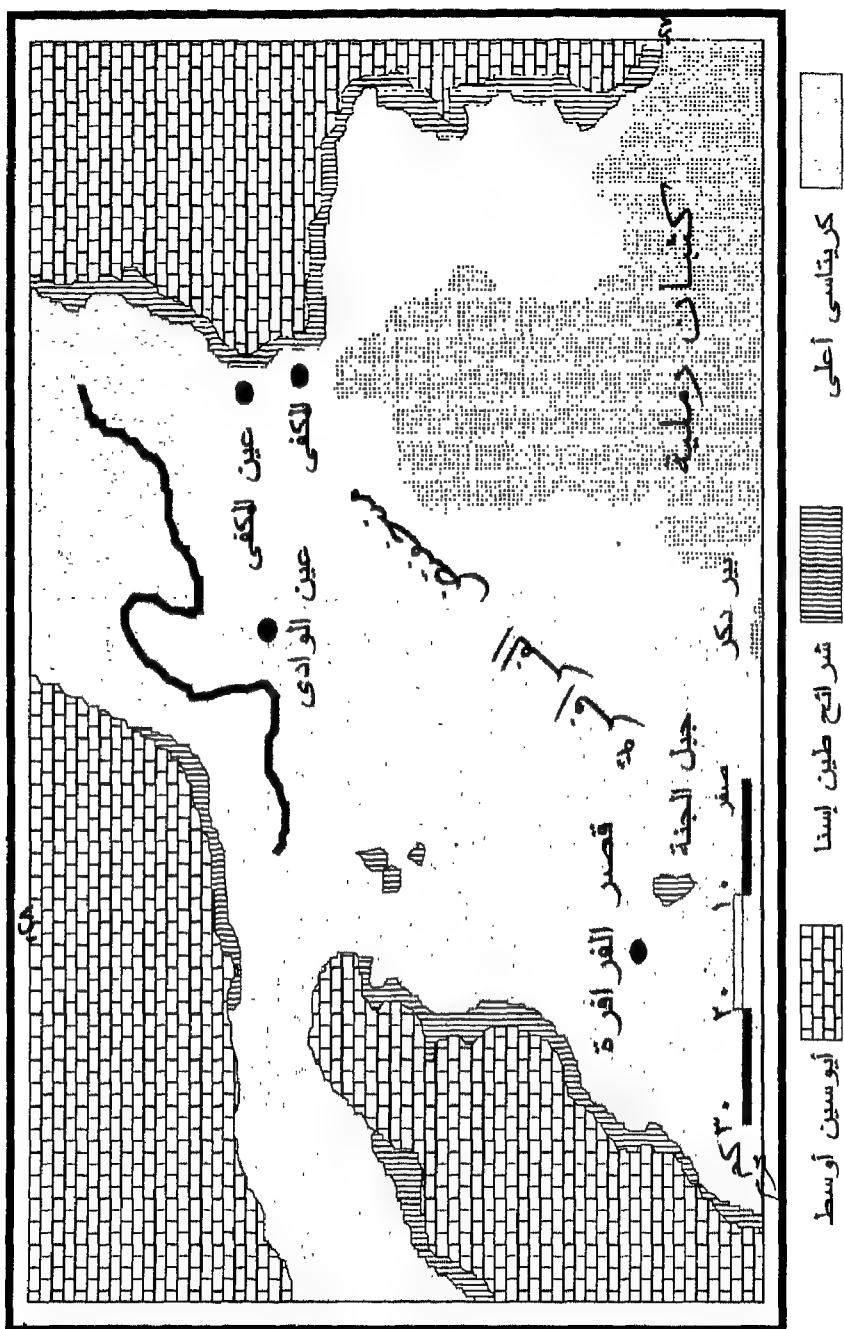 كريتاسى أعلى
شرائح طين إسنا
أيوسين أوسط
كثبان رملية
عين الكفى
الكفى
عين الوادى
بير دكر
جبل الجنة
قصر الفرافرة
صفر ١٠ ٢٠ ٣٠ كم